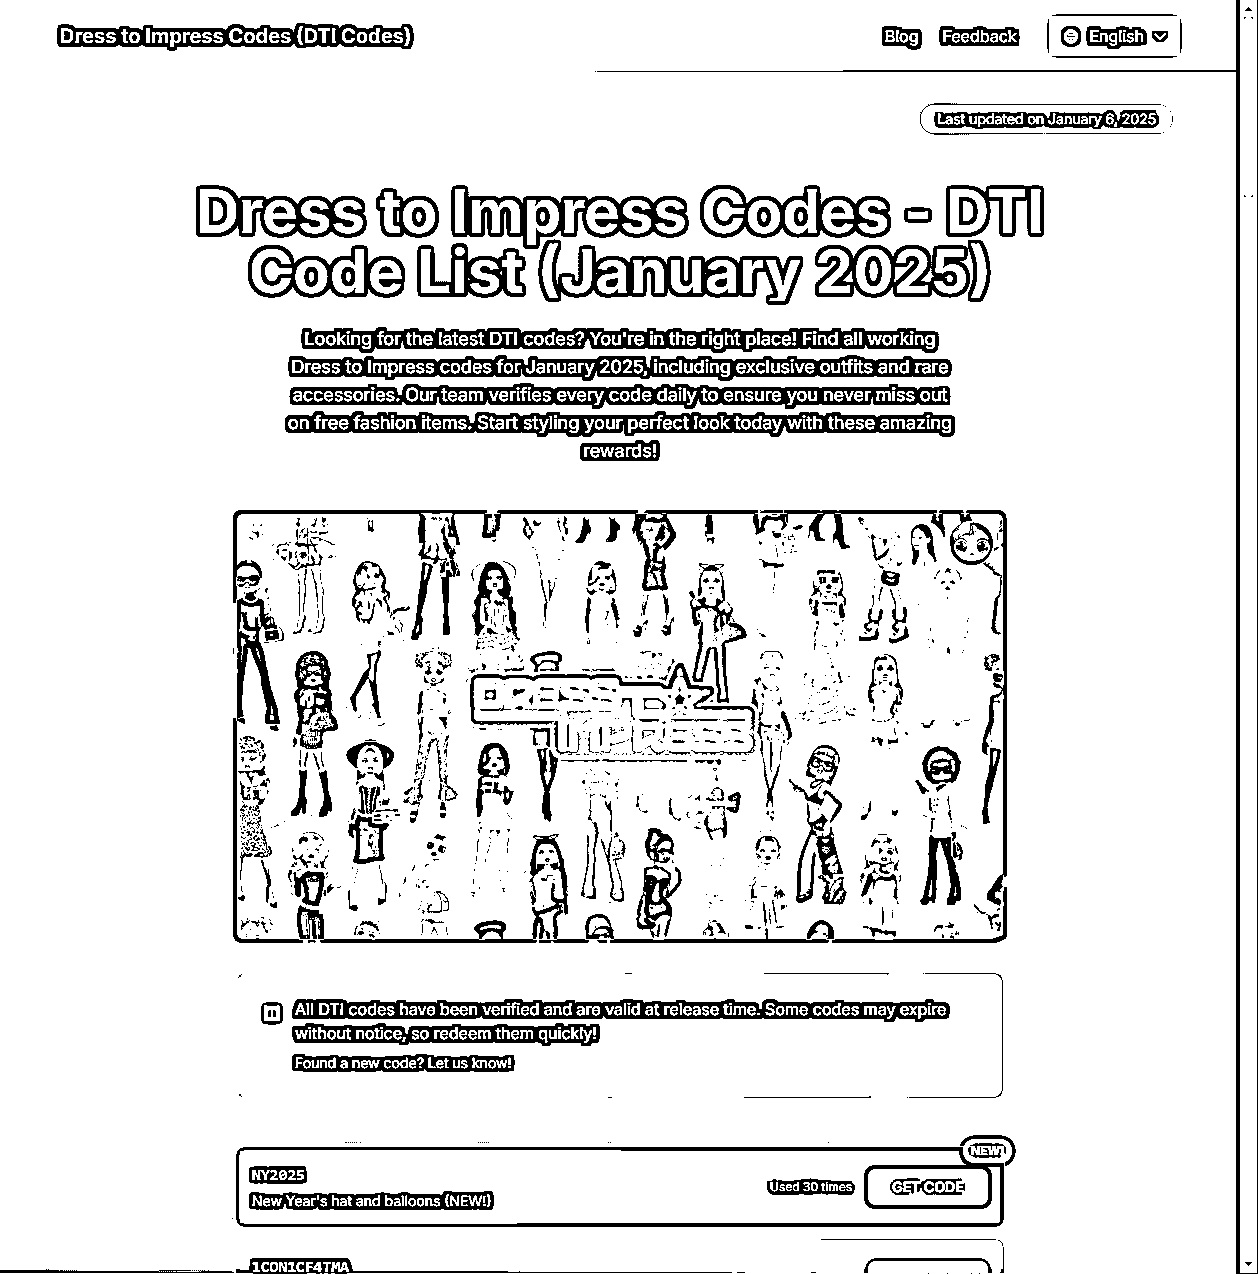 Dress to Impress Codes (DTI Codes)
Blog
Feedback
English
Last updated on January 6, 2025
Dress to Impress Codes - DTI
Code List (January 2025)
Looking for the latest DTI codes? You're in the right place! Find all working
Dress to Impress codes for January 2025, including exclusive outfits and rare
accessories. Our team verifies every code daily to ensure you never miss out
on free fashion items. Start styling your perfect look today with these amazing
rewards!
DRESS TO
IMPRESS
All DTI codes have been verified and are valid at release time. Some codes may expire
without notice, so redeem them quickly!
Found a new code? Let us know!
NEW!
NY2025
New Year's hat and balloons (NEW!)
Used 30 times
GET CODE
1CON1CF4TMA